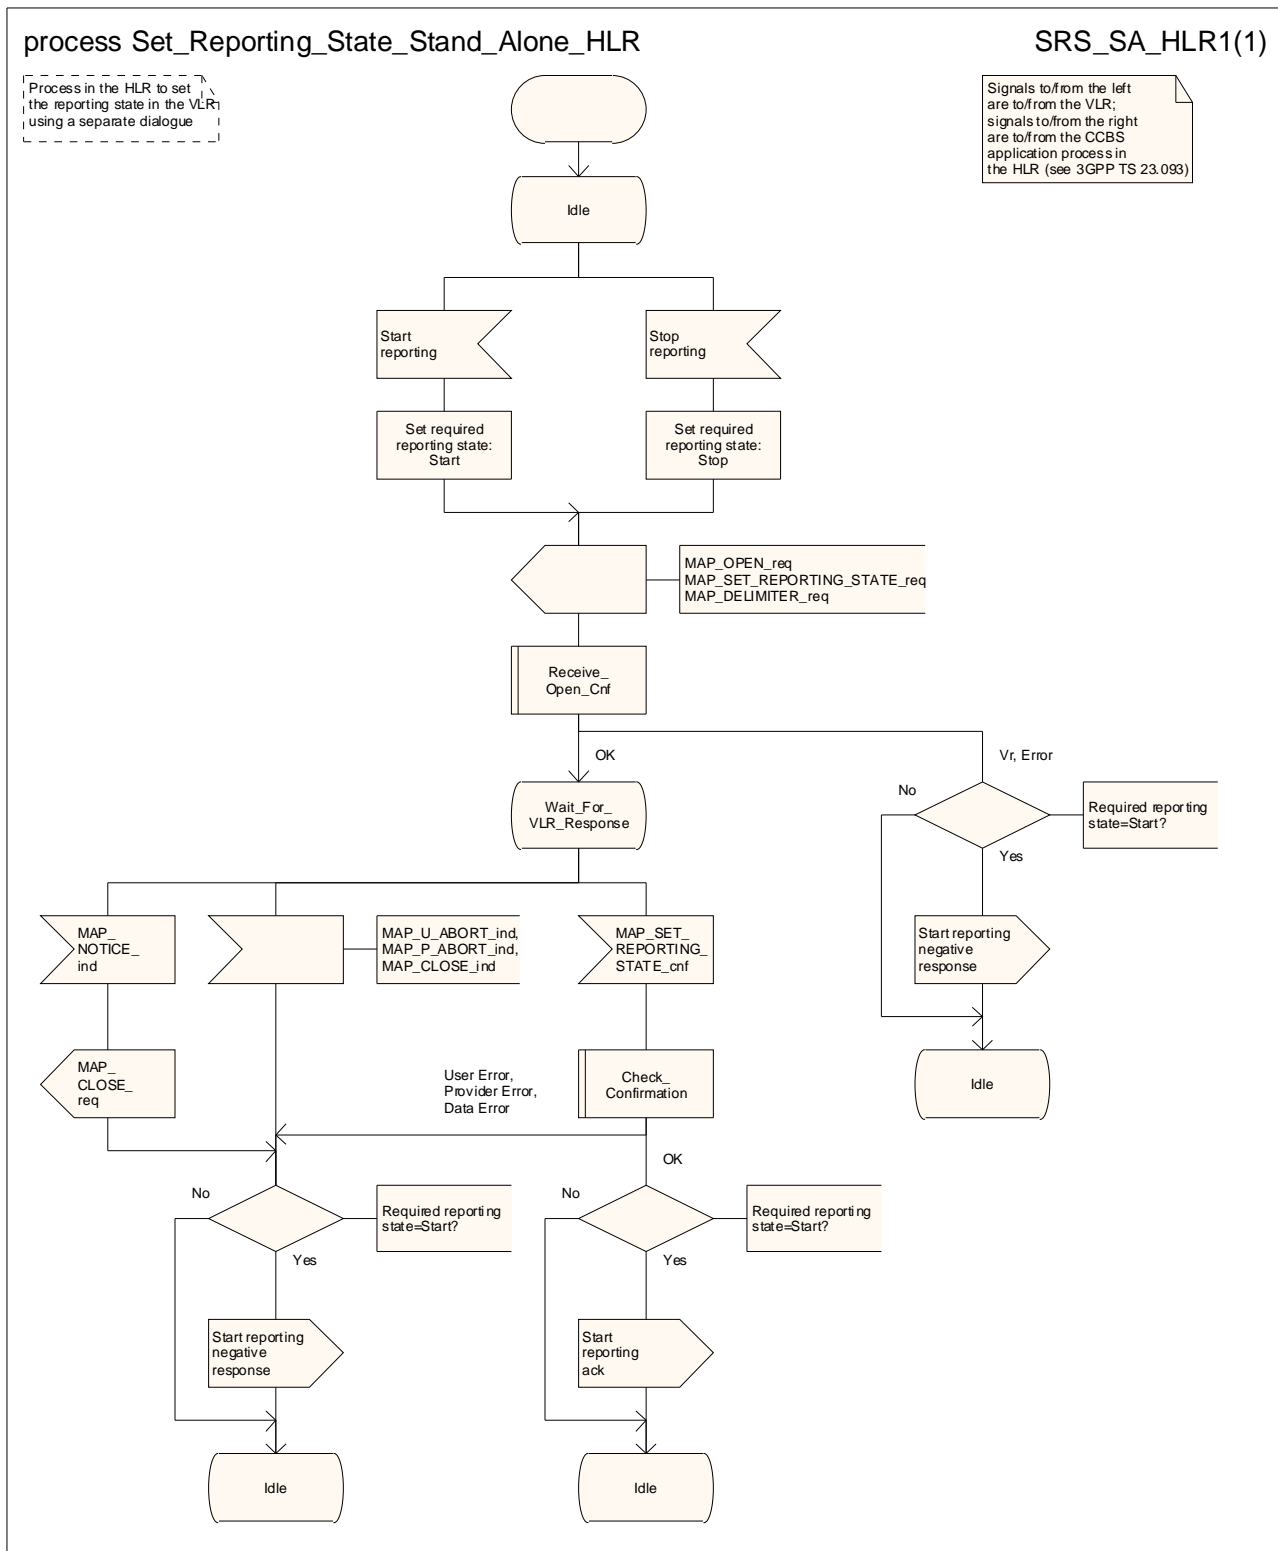 process Set_Reporting_State_Stand_Alone_HLR
SRS_SA_HLR1(1)
Process in the HLR to set
the reporting state in the VLR
using a separate dialogue
Signals to/from the left
are to/from the VLR;
signals to/from the right
are to/from the CCBS
application process in
the HLR (see 3GPP TS 23.093)
Idle
Start
reporting
Stop
reporting
Set required
reporting state:
Start
Set required
reporting state:
Stop
MAP_OPEN_req
MAP_SET_REPORTING_STATE_req
MAP_DELIMITER_req
Receive_
Open_Cnf
OK
Vr, Error
Wait_For_
VLR_Response
No
Required reporting
state=Start?
Yes
MAP_
NOTICE_
ind
MAP_U_ABORT_ind,
MAP_P_ABORT_ind,
MAP_CLOSE_ind
MAP_SET_
REPORTING_
STATE_cnf
Start reporting
negative
response
MAP_
CLOSE_
req
User Error,
Provider Error,
Data Error
Check_
Confirmation
Idle
OK
No
Required reporting
state=Start?
Yes
No
Required reporting
state=Start?
Yes
Start reporting
negative
response
Start
reporting
ack
Idle
Idle